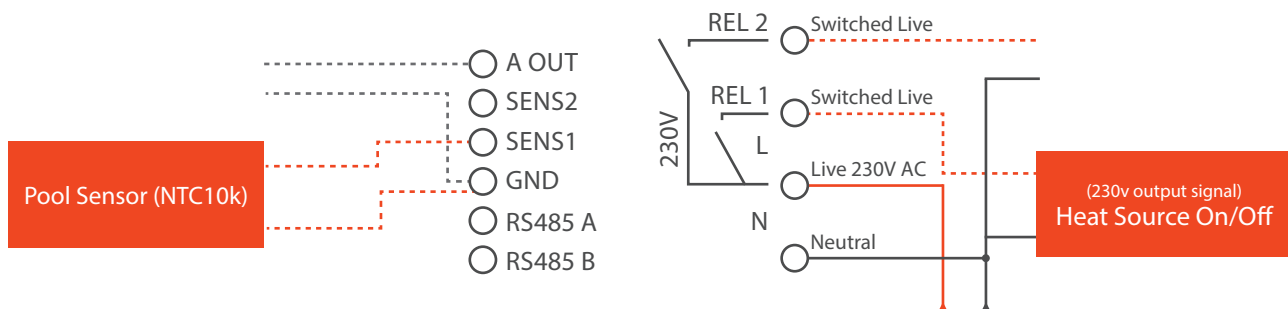 A OUT
SENS2
SENS1
GND
RS485 A
RS485 B
Pool Sensor (NTC10k)
REL 2
Switched Live
REL 1
Switched Live
230V
L
Live 230V AC
N
Neutral
(230v output signal)
Heat Source On/Off